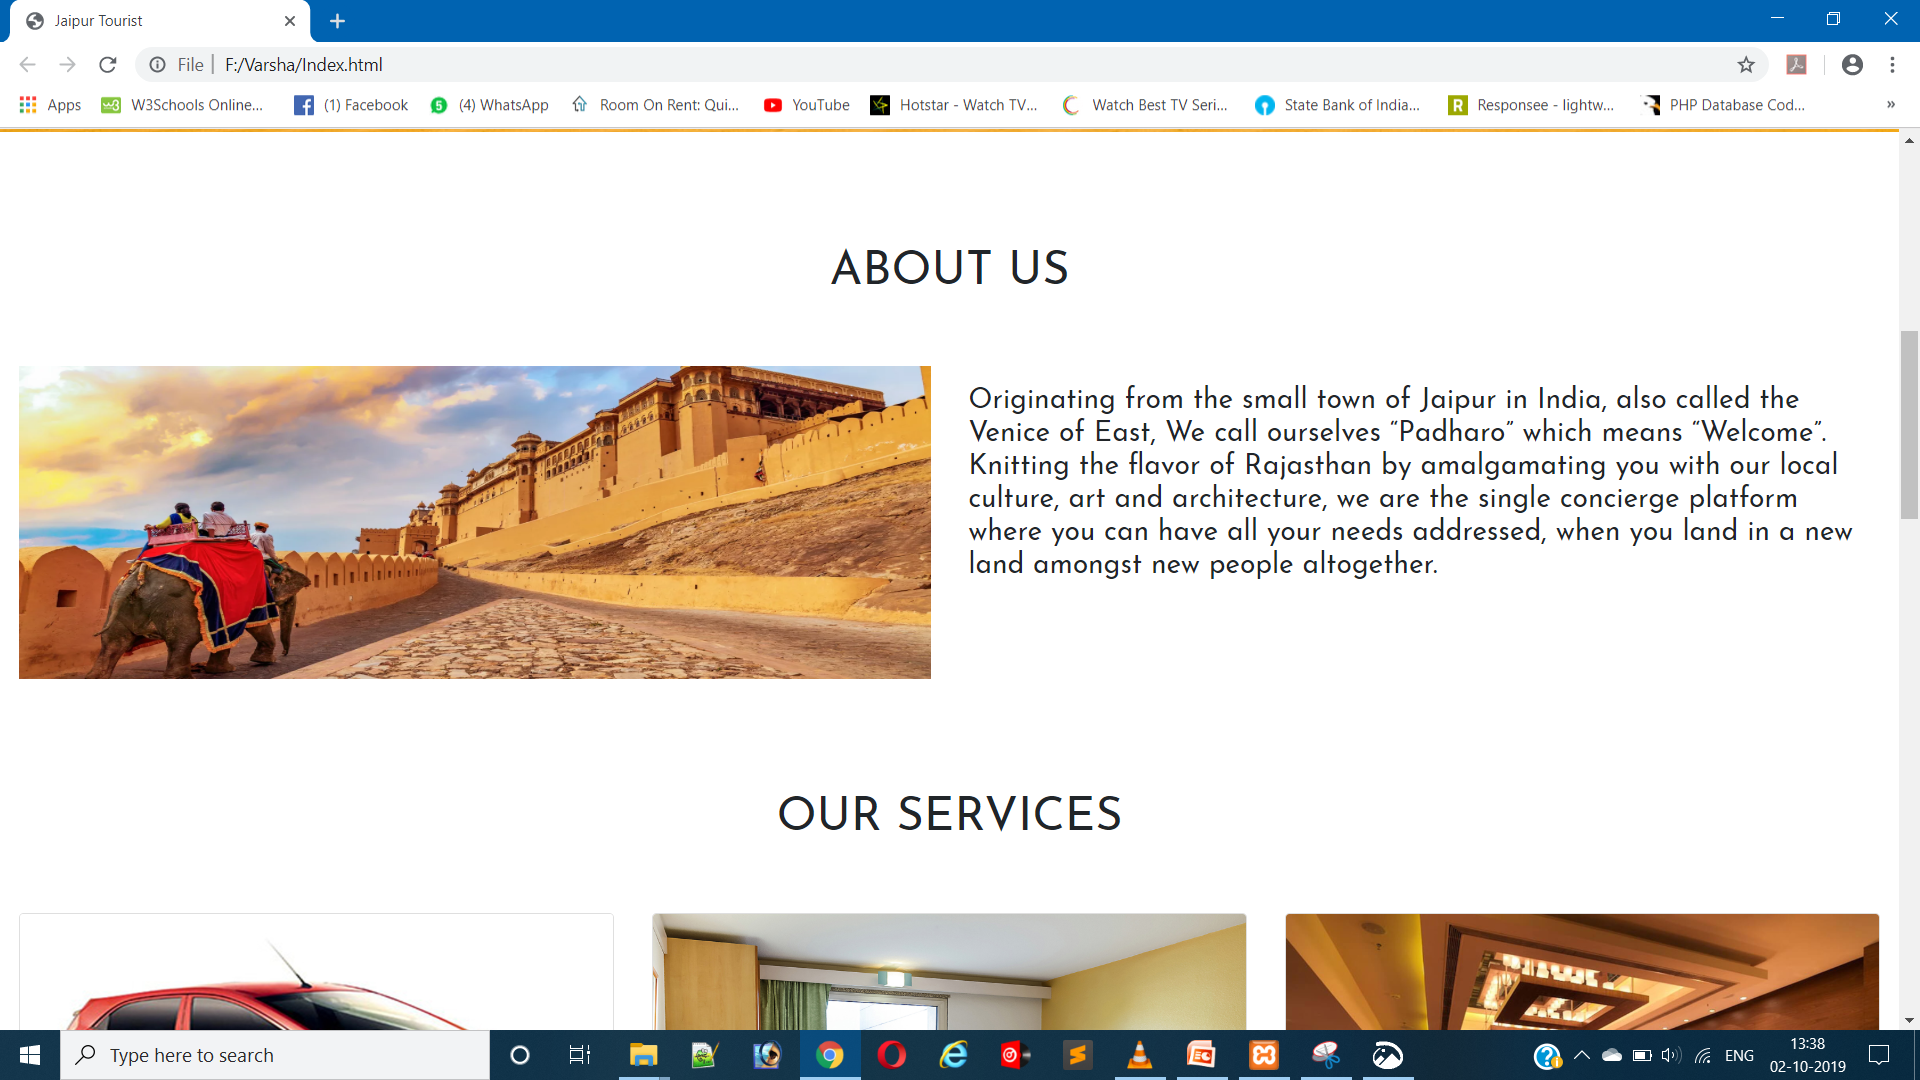 Jaipur Tourist
File | F:/Varsha/Index.html
Apps W3Schools Online... (1) Facebook (4) WhatsApp Room On Rent: Qui... YouTube Hotstar - Watch TV... Watch Best TV Seri... State Bank of India... Responsee - lightw... PHP Database Cod... »
ABOUT US
Originating from the small town of Jaipur in India, also called the
Venice of East, We call ourselves “Padharo” which means “Welcome”.
Knitting the flavor of Rajasthan by amalgamating you with our local
culture, art and architecture, we are the single concierge platform
where you can have all your needs addressed, when you land in a new
land amongst new people altogether.
OUR SERVICES
Type here to search
ENG
13:38
02-10-2019